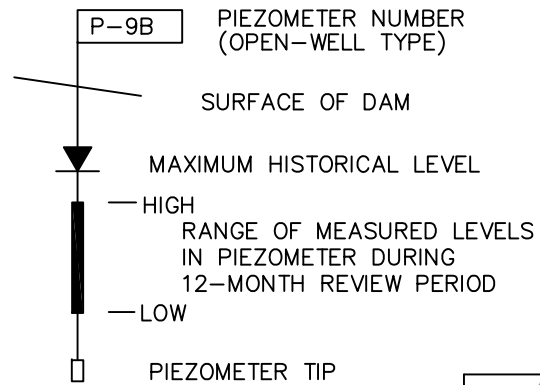 P-9B
PIEZOMETER NUMBER
(OPEN-WELL TYPE)
SURFACE OF DAM
MAXIMUM HISTORICAL LEVEL
HIGH
RANGE OF MEASURED LEVELS
IN PIEZOMETER DURING
12-MONTH REVIEW PERIOD
LOW
PIEZOMETER TIP